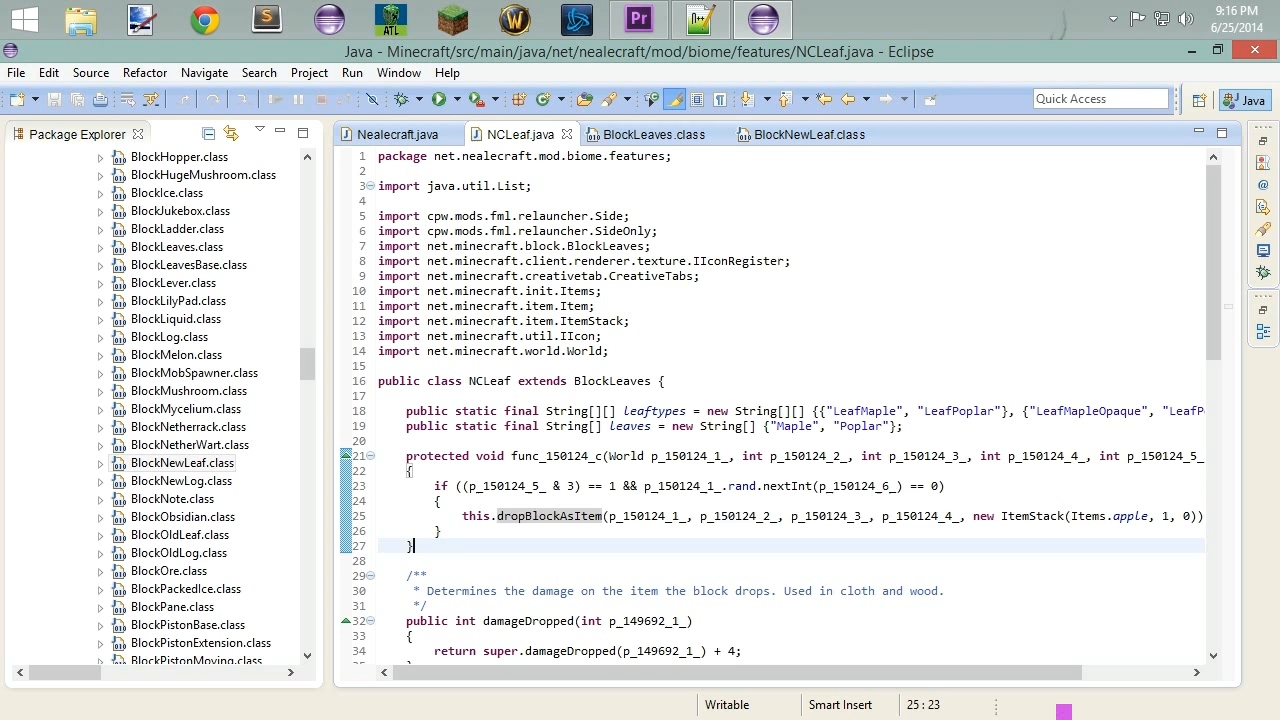 9:16 PM
6/25/2014
Java - Minecraft/src/main/java/net/nealecraft/mod/biome/features/NCLeaf.java - Eclipse
File Edit Source Refactor Navigate Search Project Run Window Help
Quick Access
Java
Package Explorer
Nealecraft.java NCLeaf.java BlockLeaves.class BlockNewLeaf.class
BlockHopper.class
BlockHugeMushroom.class
BlockIce.class
BlockJukebox.class
BlockLadder.class
BlockLeaves.class
BlockLeavesBase.class
BlockLever.class
BlockLilyPad.class
BlockLiquid.class
BlockLog.class
BlockMelon.class
BlockMobSpawner.class
BlockMushroom.class
BlockMycelium.class
BlockNetherrack.class
BlockNetherWart.class
BlockNewLeaf.class
BlockNewLog.class
BlockNote.class
BlockObsidian.class
BlockOldLeaf.class
BlockOldLog.class
BlockOre.class
BlockPackedIce.class
BlockPane.class
BlockPistonBase.class
BlockPistonExtension.class
BlockPistonMoving.class
1 package net.nealecraft.mod.biome.features;
2
3 import java.util.List;
4
5 import cpw.mods.fml.relauncher.Side;
6 import cpw.mods.fml.relauncher.SideOnly;
7 import net.minecraft.block.BlockLeaves;
8 import net.minecraft.client.renderer.texture.IIconRegister;
9 import net.minecraft.creativetab.CreativeTabs;
10 import net.minecraft.init.Items;
11 import net.minecraft.item.Item;
12 import net.minecraft.item.ItemStack;
13 import net.minecraft.util.IIcon;
14 import net.minecraft.world.World;
15
16 public class NCLeaf extends BlockLeaves {
17
18 public static final String[][] leaftypes = new String[][] {{"LeafMaple", "LeafPoplar"}, {"LeafMapleOpaque", "LeafP
19 public static final String[] leaves = new String[] {"Maple", "Poplar"};
20
21 protected void func_150124_c(World p_150124_1_, int p_150124_2_, int p_150124_3_, int p_150124_4_, int p_150124_5_
22 {
23 if ((p_150124_5_ & 3) == 1 && p_150124_1_.rand.nextInt(p_150124_6_) == 0)
24 {
25 this.dropBlockAsItem(p_150124_1_, p_150124_2_, p_150124_3_, p_150124_4_, new ItemStack(Items.apple, 1, 0))
26 }
27 }
28
29 /**
30 * Determines the damage on the item the block drops. Used in cloth and wood.
31 */
32 public int damageDropped(int p_149692_1_)
33 {
34 return super.damageDropped(p_149692_1_) + 4;
Writable Smart Insert 25 : 23